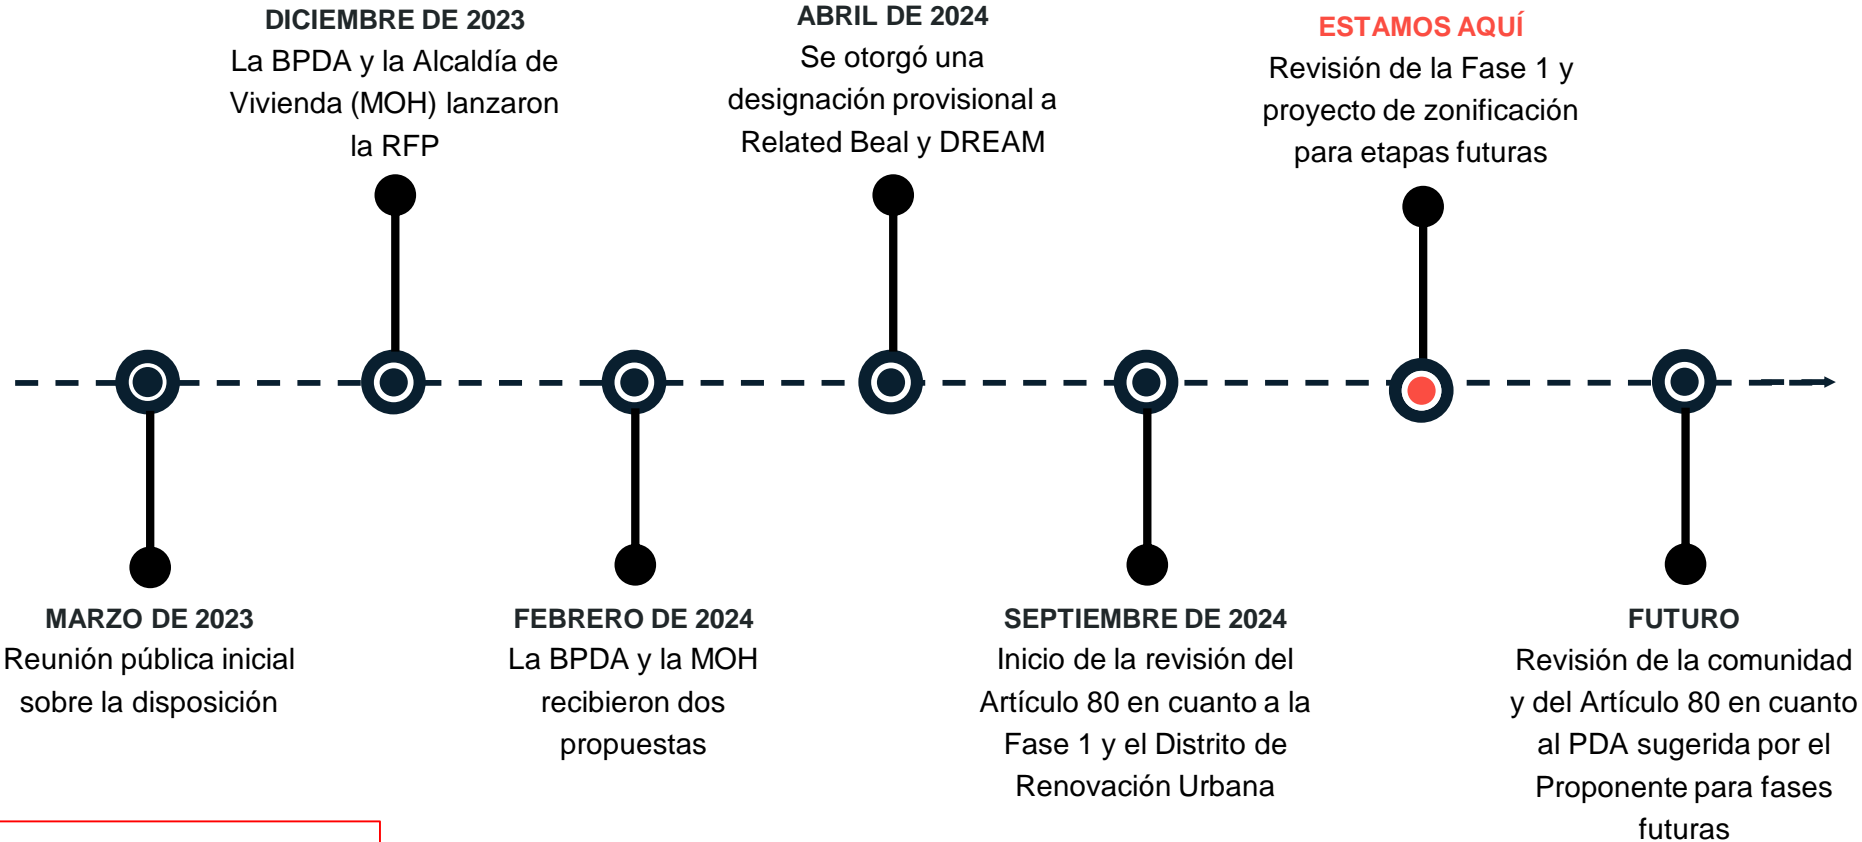 DICIEMBRE DE 2023
La BPDA y la Alcaldía de
Vivienda (MOH) lanzaron
la RFP
ABRIL DE 2024
Se otorgó una
designación provisional a
Related Beal y DREAM
ESTAMOS AQUÍ
Revisión de la Fase 1 y
proyecto de zonificación
para etapas futuras
MARZO DE 2023
Reunión pública inicial
sobre la disposición
FEBRERO DE 2024
La BPDA y la MOH
recibieron dos
propuestas
SEPTIEMBRE DE 2024
Inicio de la revisión del
Artículo 80 en cuanto a la
Fase 1 y el Distrito de
Renovación Urbana
FUTURO
Revisión de la comunidad
y del Artículo 80 en cuanto
al PDA sugerida por el
Proponente para fases
futuras